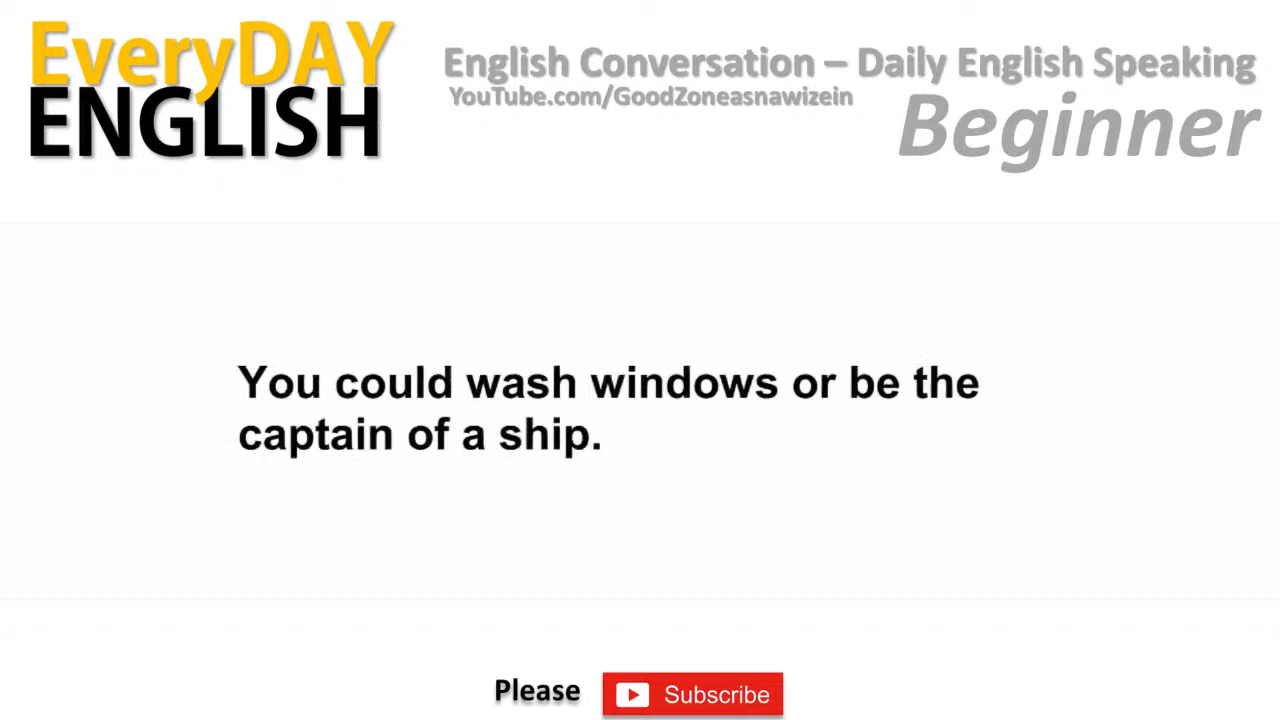 EveryDAY
ENGLISH
English Conversation – Daily English Speaking
YouTube.com/GoodZoneasnawizein
Beginner
You could wash windows or be the
captain of a ship.
Please Subscribe